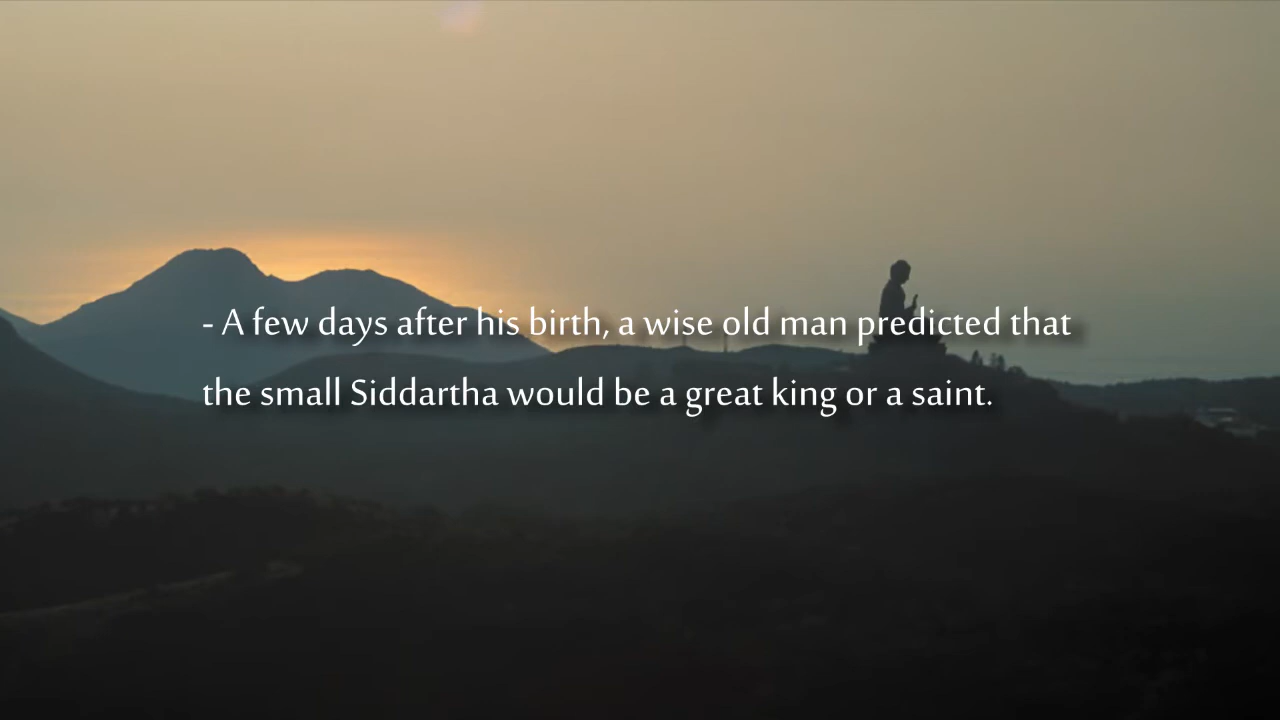 - A few days after his birth, a wise old man predicted that
the small Siddartha would be a great king or a saint.